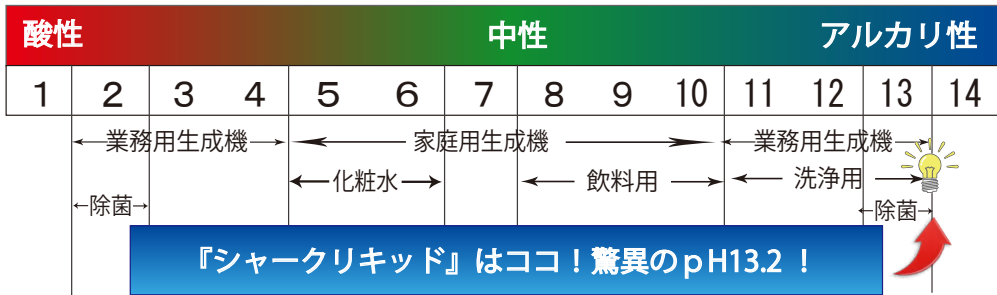 酸性 中性 アルカリ性
1 2 3 4 5 6 7 8 9 10 11 12 13 14
業務用生成機 家庭用生成機 業務用生成機
化粧水 飲料用 洗浄用
除菌 除菌
『シャークリキッド』はココ！驚異のｐH13.2 ！